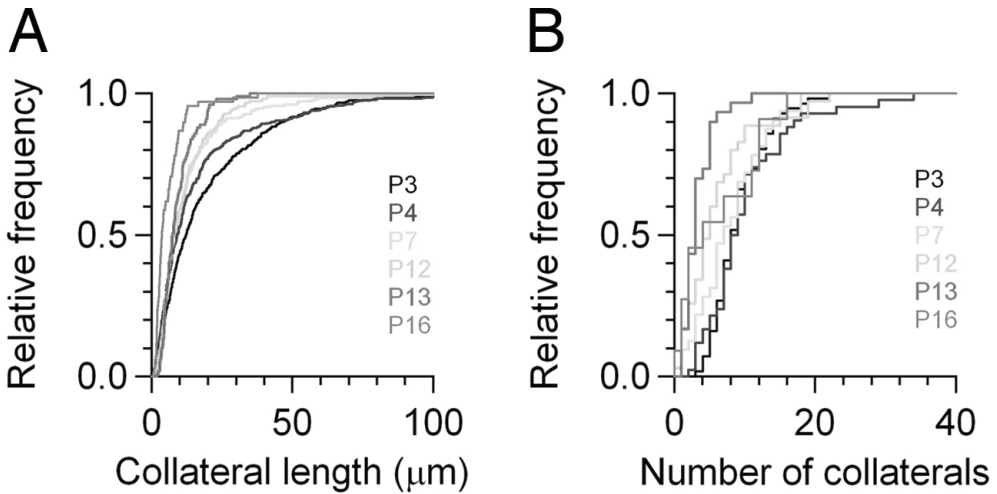 A
Relative frequency
1.0
0.5
0.0
P3
P4
P7
P12
P13
P16
0 50 100
Collateral length (μm)
B
Relative frequency
1.0
0.5
0.0
P3
P4
P7
P12
P13
P16
0 20 40
Number of collaterals